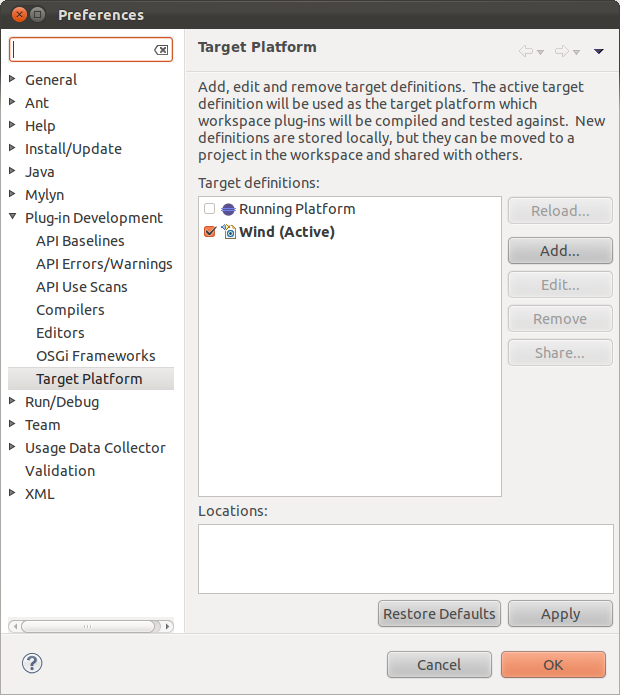 Preferences
General
Ant
Help
Install/Update
Java
Mylyn
Plug-in Development
API Baselines
API Errors/Warnings
API Use Scans
Compilers
Editors
OSGi Frameworks
Target Platform
Run/Debug
Team
Usage Data Collector
Validation
XML
Target Platform
Add, edit and remove target definitions.  The active target
definition will be used as the target platform which
workspace plug-ins will be compiled and tested against.  New
definitions are stored locally, but they can be moved to a
project in the workspace and shared with others.
Target definitions:
Running Platform
Wind (Active)
Reload...
Add...
Edit...
Remove
Share...
Locations:
Restore Defaults
Apply
?
Cancel
OK